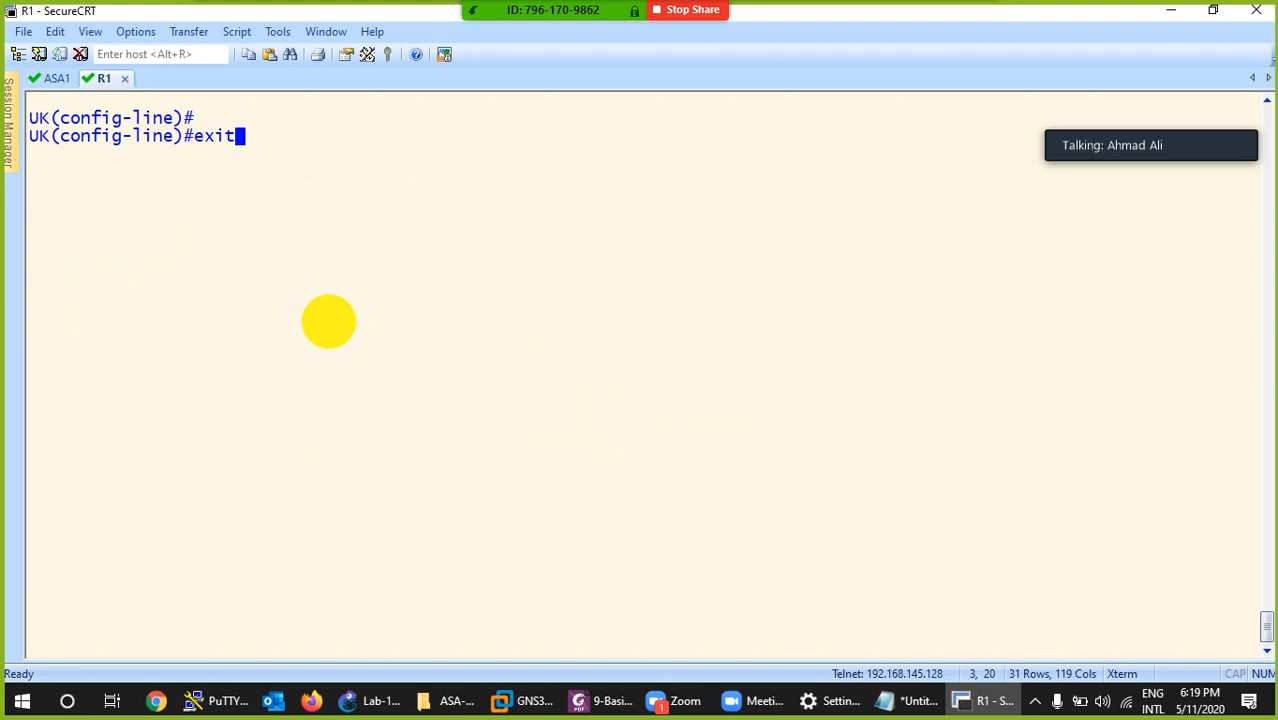 R1 - SecureCRT
ID: 796-170-9862
Stop Share
File Edit View Options Transfer Script Tools Window Help
Enter host <Alt+R>
ASA1
R1
Session Manager
UK(config-line)#
UK(config-line)#exit
Talking: Ahmad Ali
Ready
Telnet: 192.168.145.128
3, 20
31 Rows, 119 Cols
Xterm
CAP
NUM
PuTTY...
Lab-1...
ASA-...
GNS3...
9-Basi...
1
Zoom
Meeti...
Settin...
*Untit...
R1 - S...
ENG
INTL
6:19 PM
5/11/2020